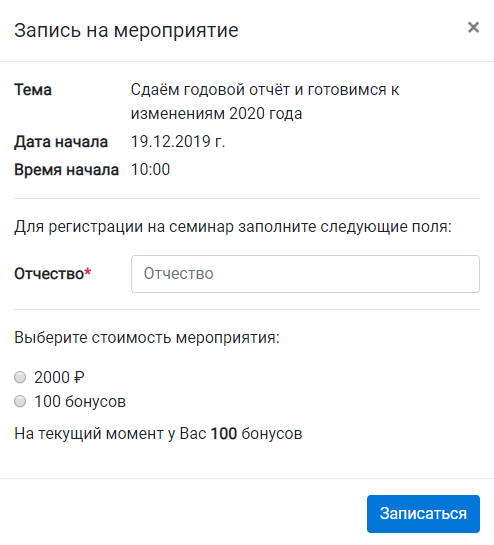 Запись на мероприятие ×
Тема Сдаём годовой отчёт и готовимся к
изменениям 2020 года
Дата начала 19.12.2019 г.
Время начала 10:00
Для регистрации на семинар заполните следующие поля:
Отчество* Отчество
Выберите стоимость мероприятия:
2000 ₽
100 бонусов
На текущий момент у Вас 100 бонусов
Записаться